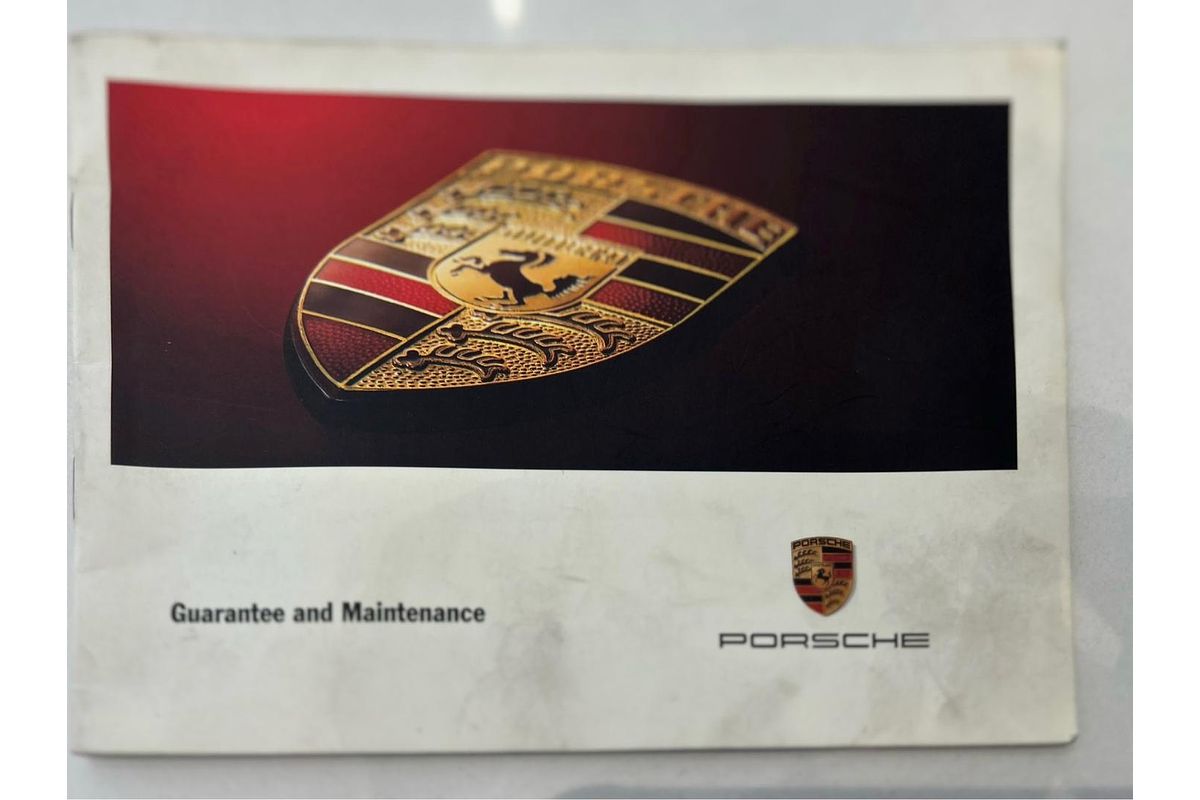 PORSCHE
Guarantee and Maintenance
PORSCHE
PORSCHE